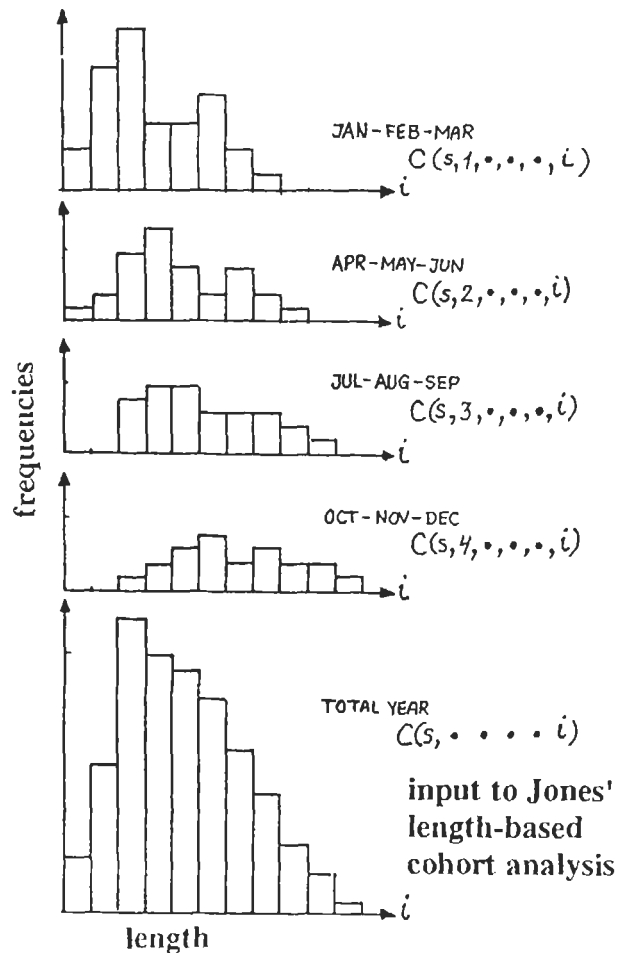 JAN-FEB-MAR
C(s,1,•,•,•,i)
i
APR-MAY-JUN
C(s,2,•,•,•,i)
i
JUL-AUG-SEP
C(s,3,•,•,•,i)
i
frequencies
OCT-NOV-DEC
C(s,4,•,•,•,i)
i
TOTAL YEAR
C(s, • • • • i)
input to Jones'
length-based
cohort analysis
i
length